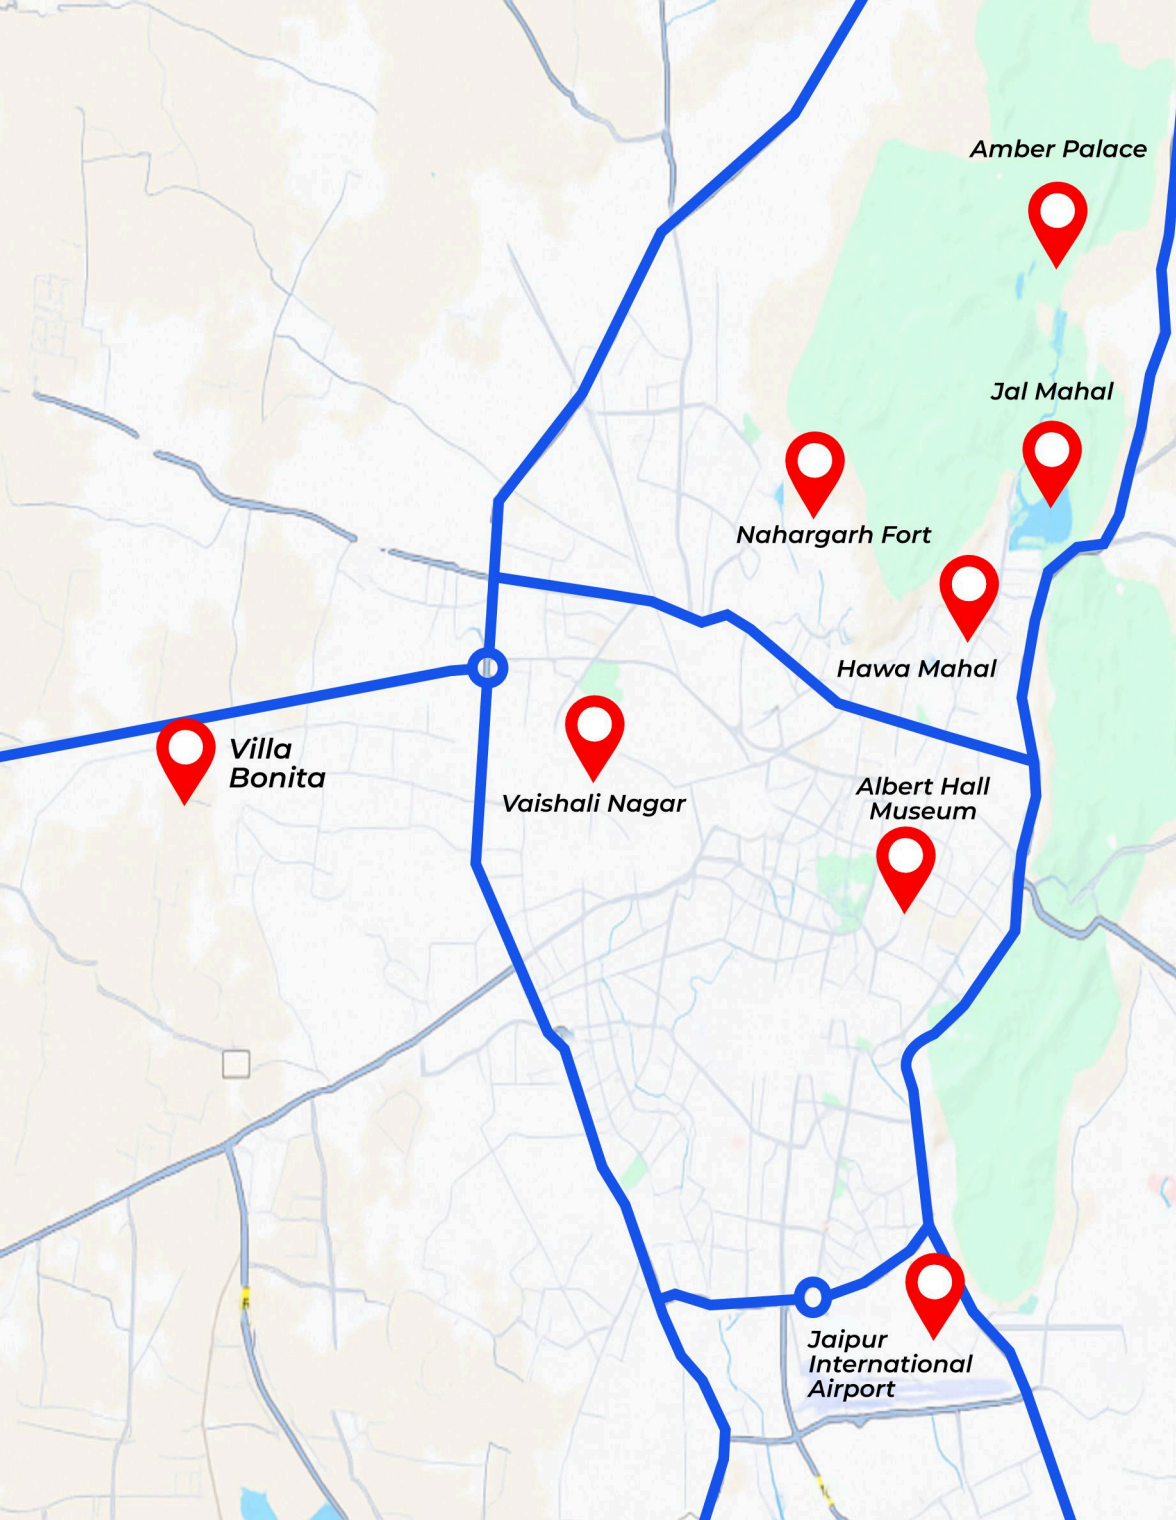 Amber Palace
Jal Mahal
Nahargarh Fort
Hawa Mahal
Villa
Bonita
Vaishali Nagar
Albert Hall
Museum
Jaipur
International
Airport